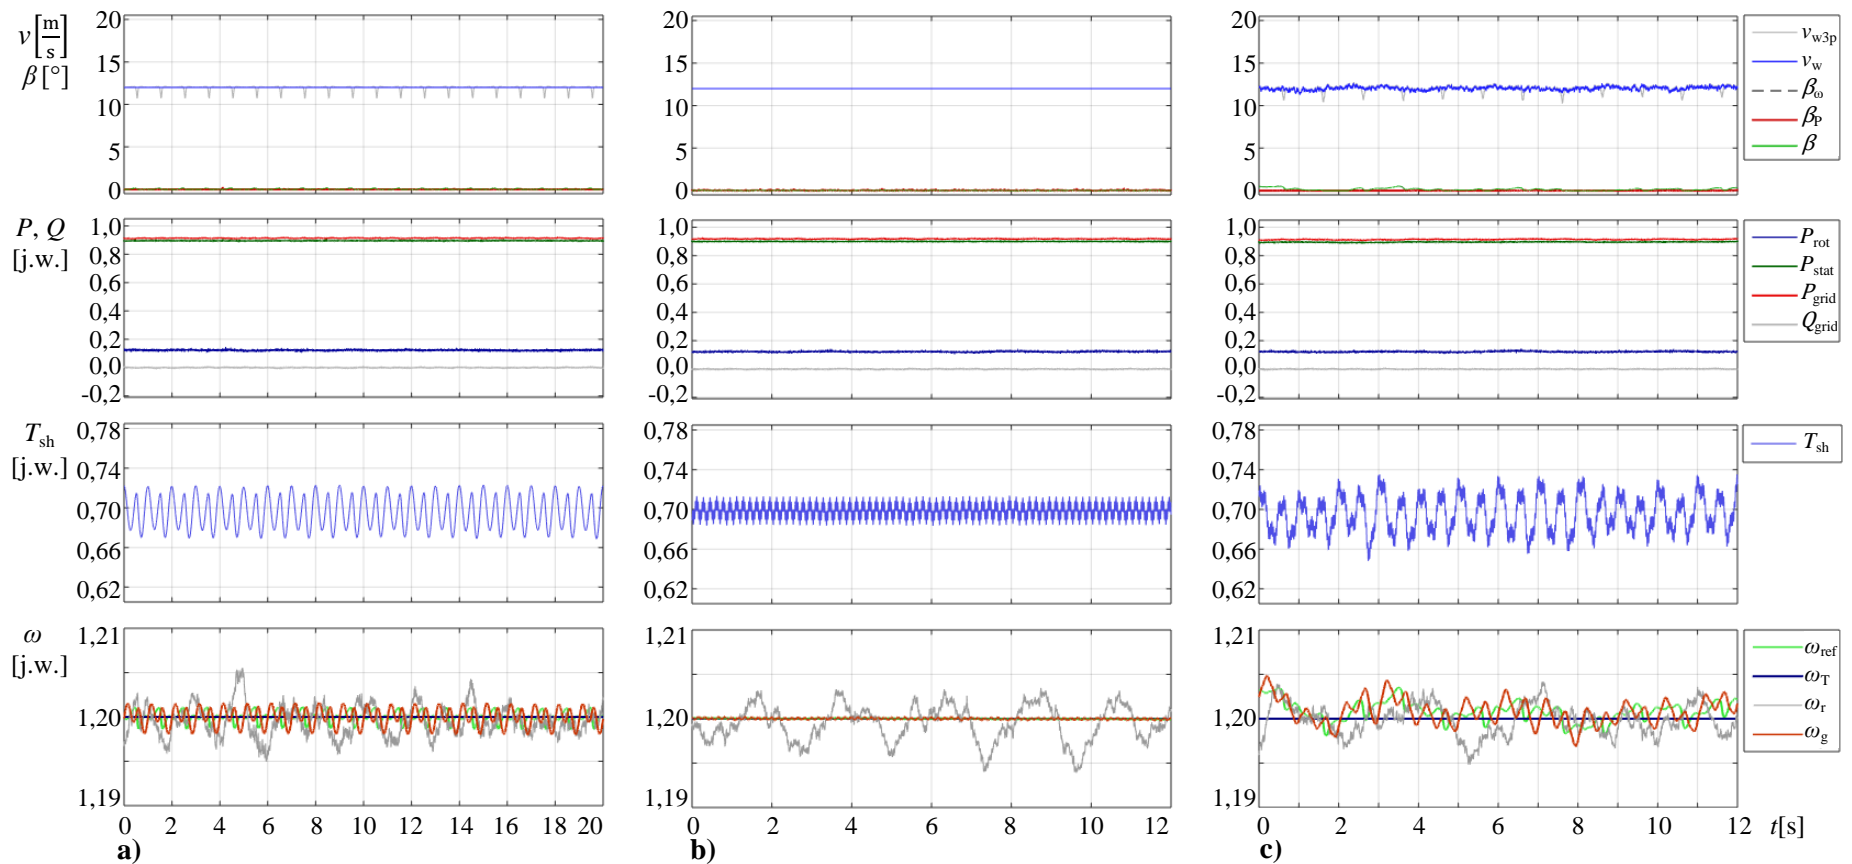 v [m/s]
β [°]
20
15
10
5
0
20
15
10
5
0
20
15
10
5
0
v_w3p
v_w
β_ω
β_P
β
P, Q
[j.w.]
1,0
0,8
0,6
0,4
0,2
0,0
-0,2
1,0
0,8
0,6
0,4
0,2
0,0
-0,2
1,0
0,8
0,6
0,4
0,2
0,0
-0,2
P_rot
P_stat
P_grid
Q_grid
T_sh
[j.w.]
0,78
0,74
0,70
0,66
0,62
0,78
0,74
0,70
0,66
0,62
0,78
0,74
0,70
0,66
0,62
T_sh
ω
[j.w.]
1,21
1,20
1,19
1,21
1,20
1,19
1,21
1,20
1,19
ω_ref
ω_T
ω_r
ω_g
0 2 4 6 8 10 12 14 16 18 20
0 2 4 6 8 10 12
0 2 4 6 8 10 12
t[s]
a)
b)
c)